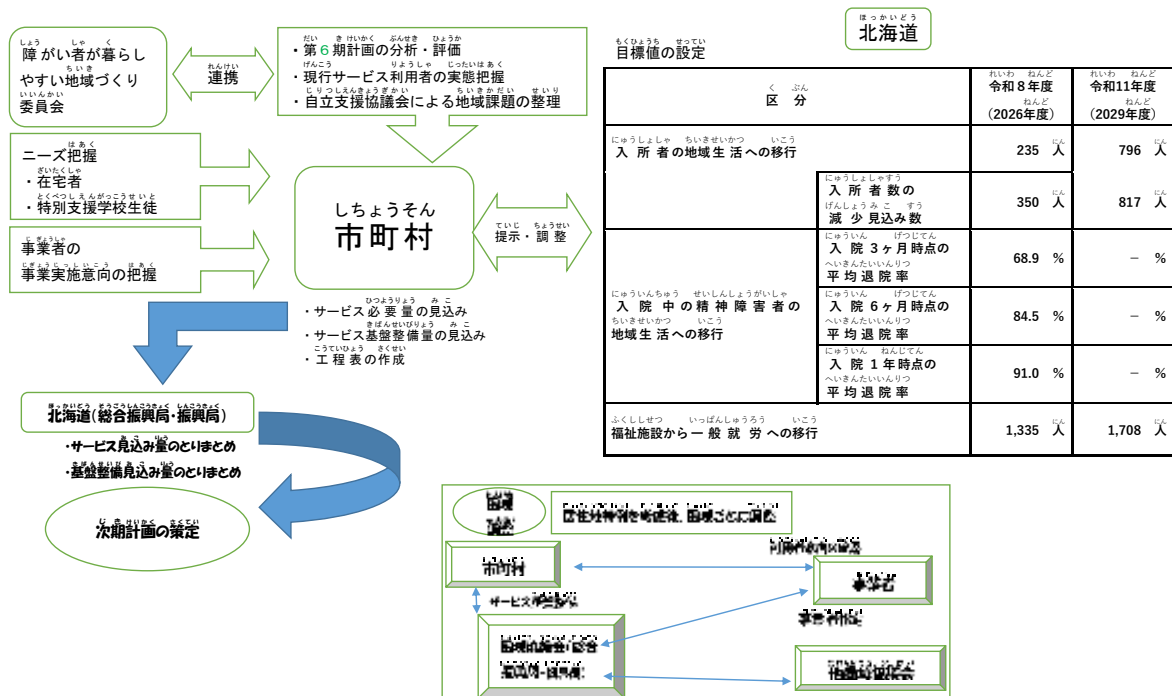 障がい者が暮らし
やすい地域づくり
委員会
連携
・第６期計画の分析・評価
・現行サービス利用者の実態把握
・自立支援協議会による地域課題の整理
ニーズ把握
・在宅者
・特別支援学校生徒
事業者の
事業実施意向の把握
しちょうそん
市町村
提示・調整
・サービス必要量の見込み
・サービス基盤整備量の見込み
・工程表の作成
北海道(総合振興局・振興局)
・サービス見込み量のとりまとめ
・基盤整備見込み量のとりまとめ
次期計画の策定
ほっかいどう
北海道
もくひょうち せってい
目標値の設定
区分
令和８年度
（2026年度）
令和11年度
（2029年度）
入所者の地域生活への移行
235 人
796 人
入所者数の
減少見込み数
350 人
817 人
入院中の精神障害者の
地域生活への移行
入院３ヶ月時点の
平均退院率
68.9 %
－ %
入院６ヶ月時点の
平均退院率
84.5 %
－ %
入院１年時点の
平均退院率
91.0 %
－ %
福祉施設から一般就労への移行
1,335 人
1,708 人
市町村
事業者